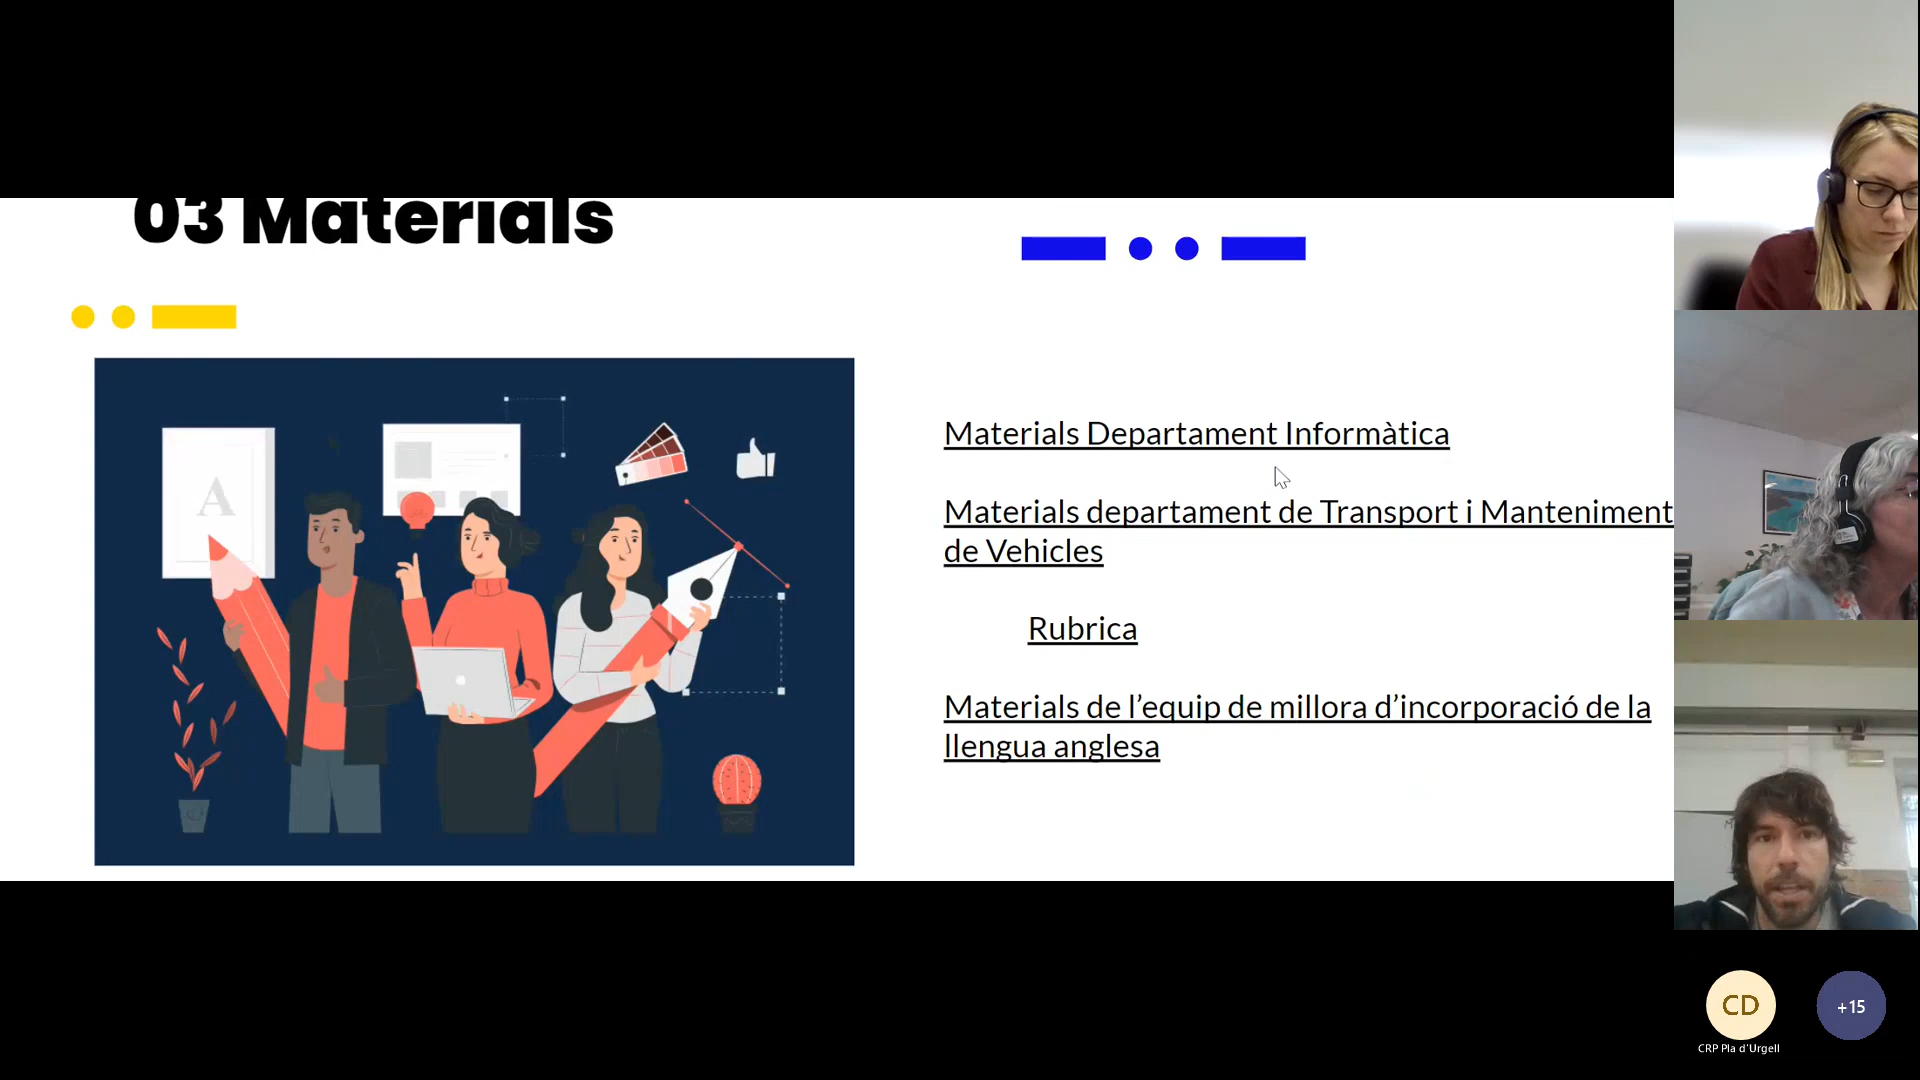 03 Materials
A
Materials Departament Informàtica
Materials departament de Transport i Manteniment
de Vehicles
Rubrica
Materials de l’equip de millora d’incorporació de la
llengua anglesa
CD
+15
CRP Pla d'Urgell